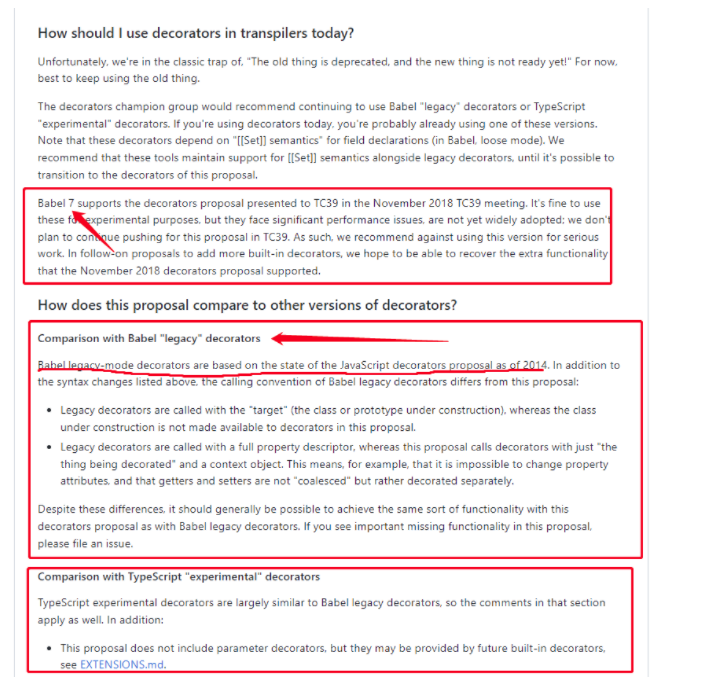 How should I use decorators in transpilers today?
Unfortunately, we're in the classic trap of, "The old thing is deprecated, and the new thing is not ready yet!" For now,
best to keep using the old thing.
The decorators champion group would recommend continuing to use Babel "legacy" decorators or TypeScript
"experimental" decorators. If you're using decorators today, you're probably already using one of these versions.
Note that these decorators depend on "[[Set]] semantics" for field declarations (in Babel, loose mode). We
recommend that these tools maintain support for [[Set]] semantics alongside legacy decorators, until it's possible to
transition to the decorators of this proposal.
Babel 7 supports the decorators proposal presented to TC39 in the November 2018 TC39 meeting. It's fine to use
these for experimental purposes, but they face significant performance issues, are not yet widely adopted; we don't
plan to continue pushing for this proposal in TC39. As such, we recommend against using this version for serious
work. In follow-on proposals to add more built-in decorators, we hope to be able to recover the extra functionality
that the November 2018 decorators proposal supported.
How does this proposal compare to other versions of decorators?
Comparison with Babel "legacy" decorators
Babel legacy-mode decorators are based on the state of the JavaScript decorators proposal as of 2014. In addition to
the syntax changes listed above, the calling convention of Babel legacy decorators differs from this proposal:
• Legacy decorators are called with the "target" (the class or prototype under construction), whereas the class
under construction is not made available to decorators in this proposal.
• Legacy decorators are called with a full property descriptor, whereas this proposal calls decorators with just "the
thing being decorated" and a context object. This means, for example, that it is impossible to change property
attributes, and that getters and setters are not "coalesced" but rather decorated separately.
Despite these differences, it should generally be possible to achieve the same sort of functionality with this
decorators proposal as with Babel legacy decorators. If you see important missing functionality in this proposal,
please file an issue.
Comparison with TypeScript "experimental" decorators
TypeScript experimental decorators are largely similar to Babel legacy decorators, so the comments in that section
apply as well. In addition:
• This proposal does not include parameter decorators, but they may be provided by future built-in decorators,
see EXTENSIONS.md.